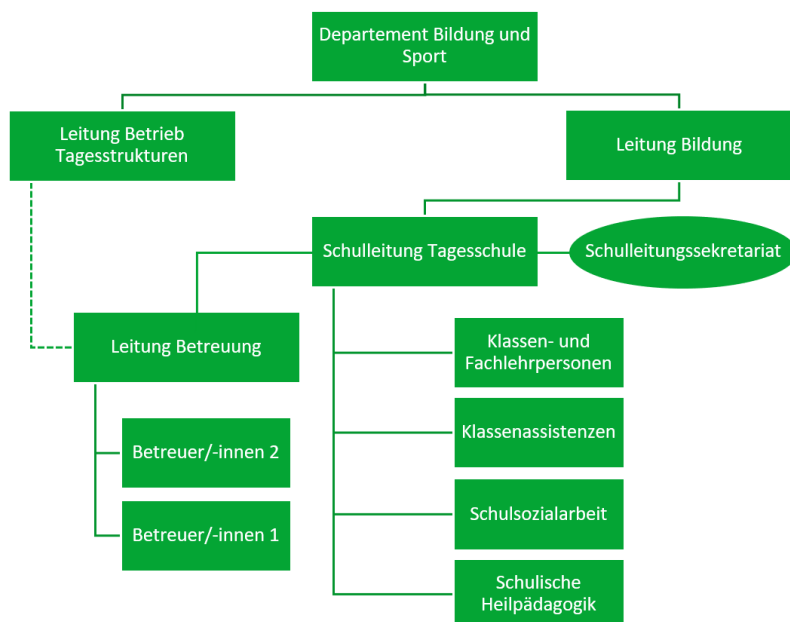 Departement Bildung und
Sport
Leitung Betrieb
Tagesstrukturen
Leitung Bildung
Schulleitung Tagesschule
Schulleitungssekretariat
Leitung Betreuung
Klassen- und
Fachlehrpersonen
Betreuer/-innen 2
Klassenassistenzen
Betreuer/-innen 1
Schulsozialarbeit
Schulische
Heilpädagogik